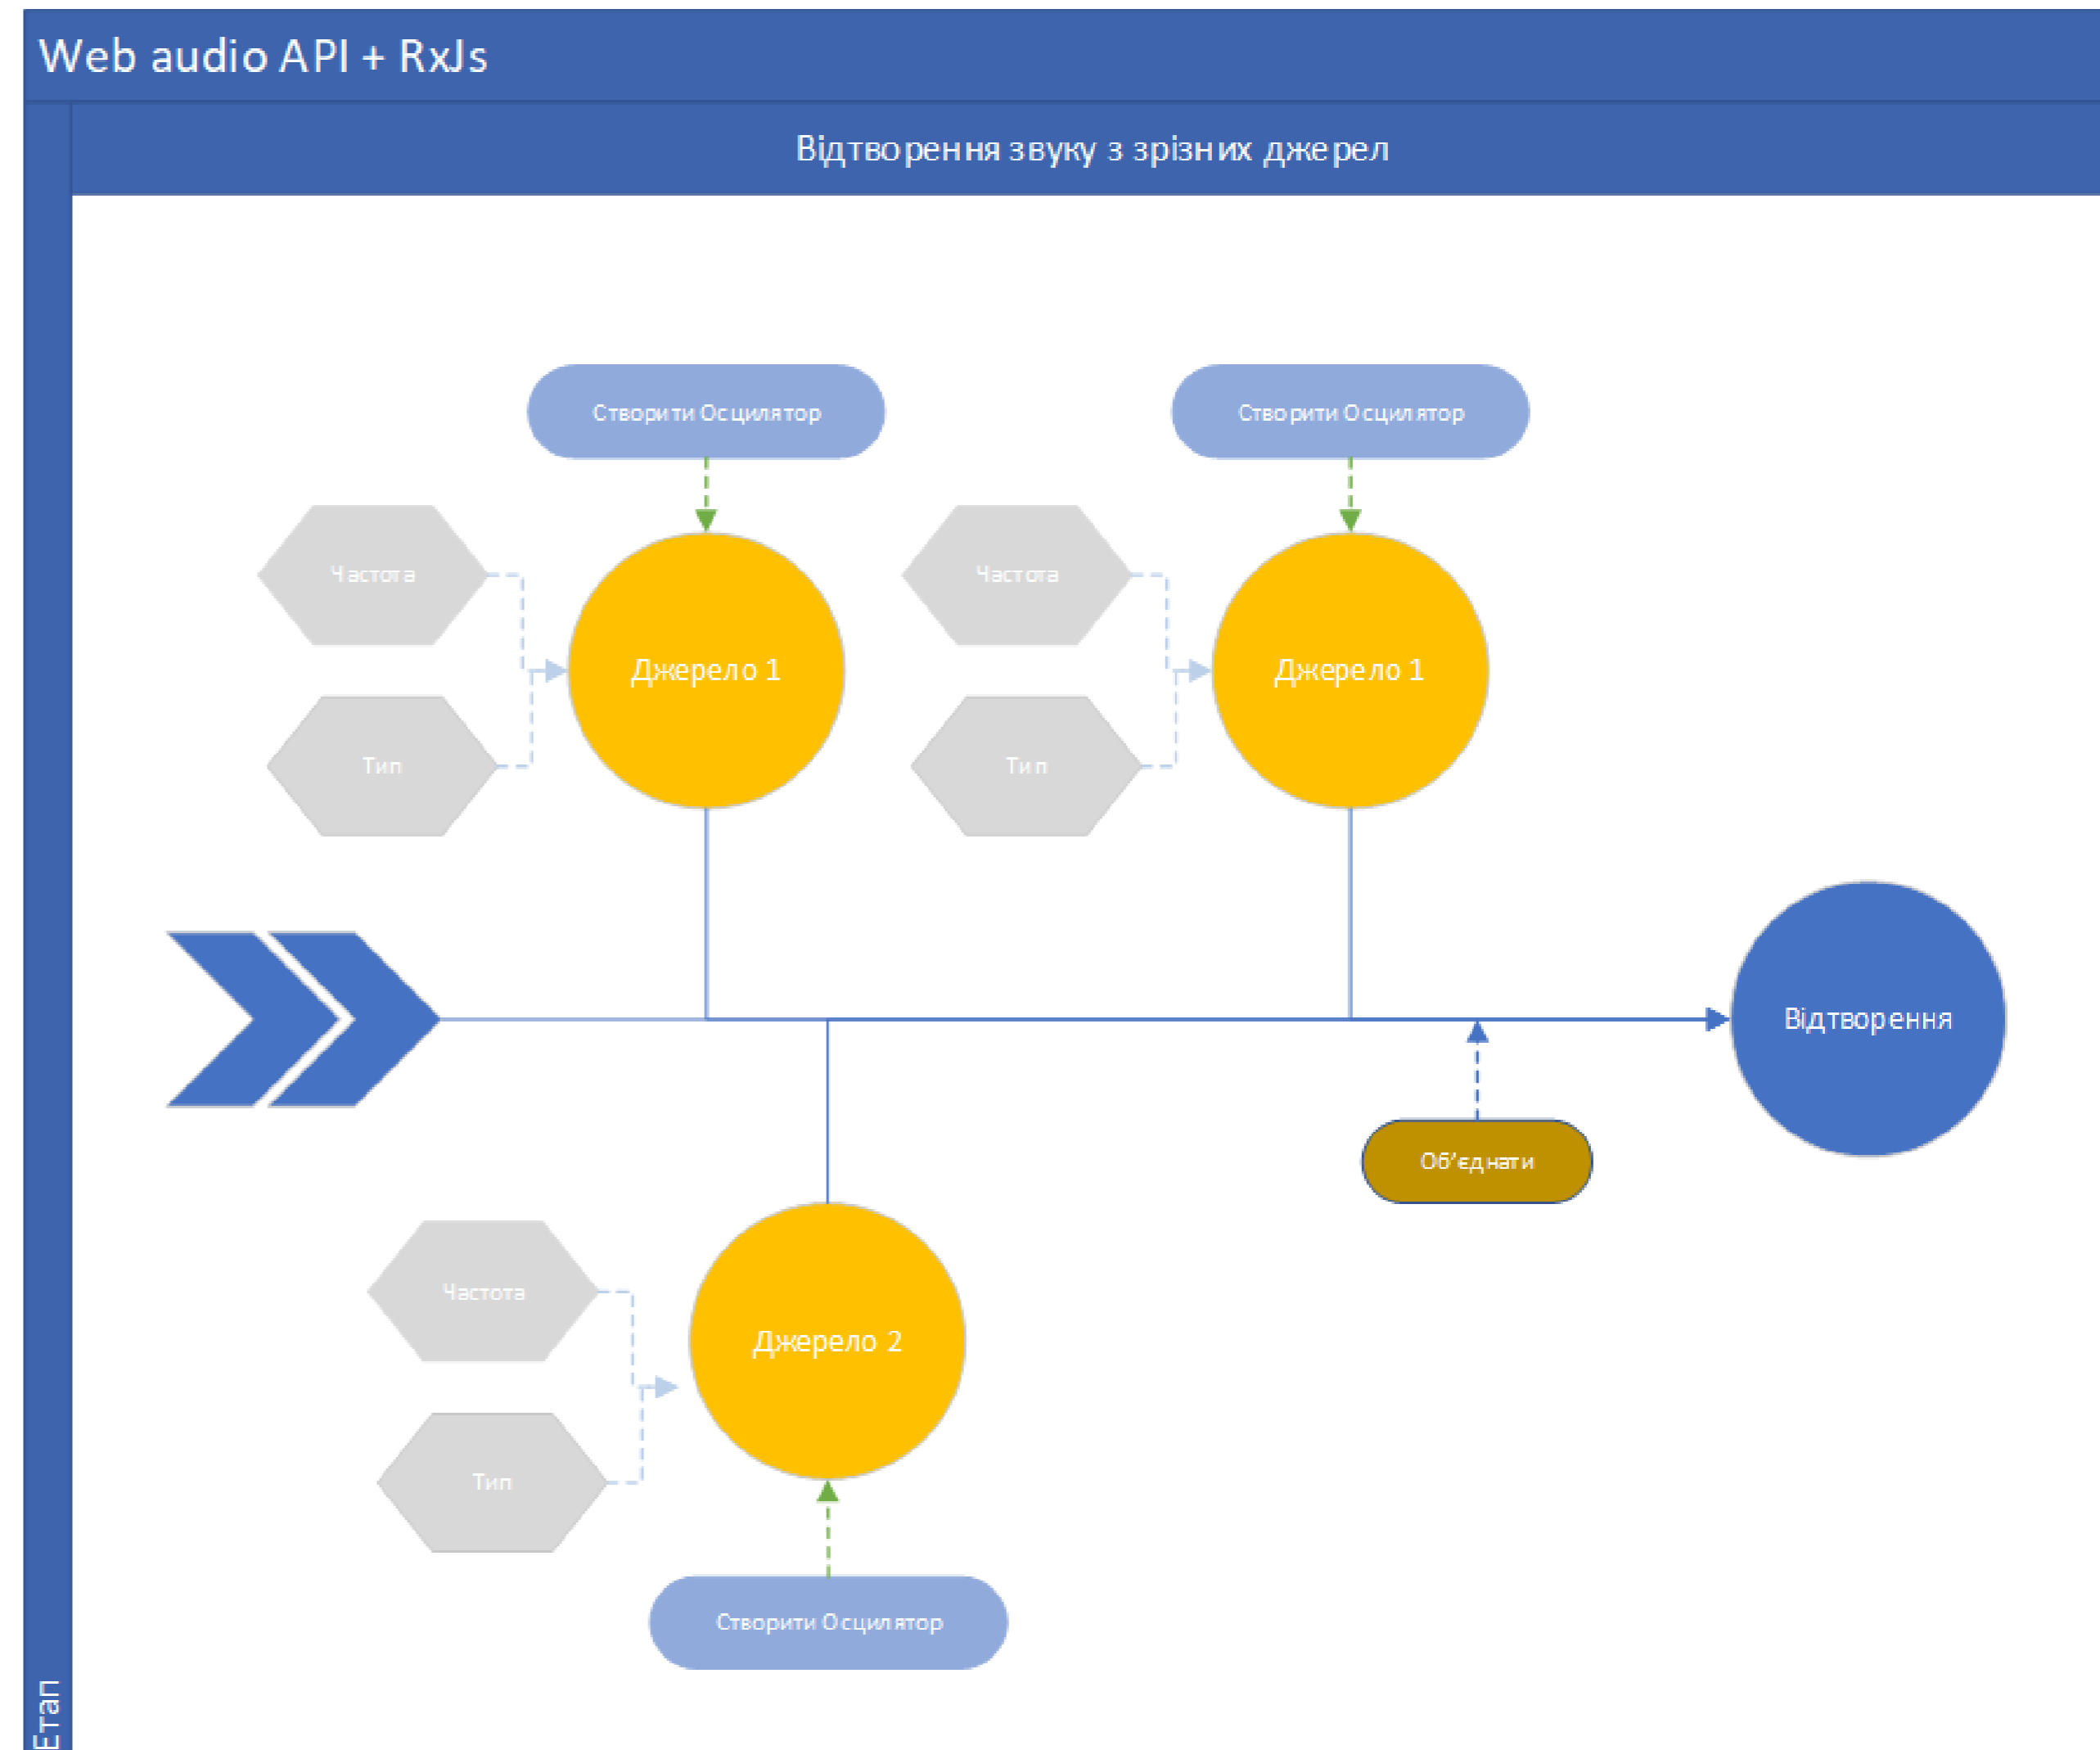 Web audio API + RxJs
Відтворення звуку з зрізних джерел
Створити Осцилятор
Створити Осцилятор
Частота
Частота
Джерело 1
Джерело 1
Тип
Тип
Відтворення
Об'єднати
Частота
Джерело 2
Тип
Створити Осцилятор
Етап